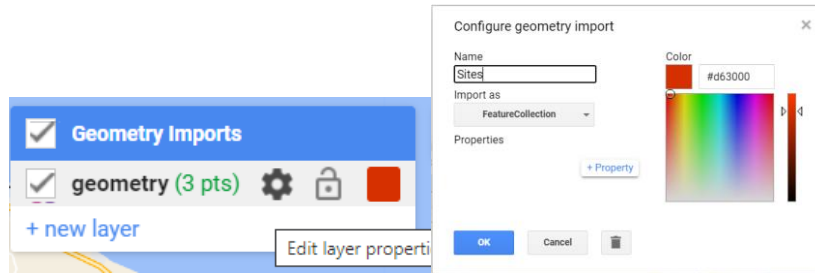 Geometry Imports
geometry (3 pts)
+ new layer
Edit layer properti
Configure geometry import
Name
Color
Sites
#d63000
Import as
FeatureCollection
Properties
+ Property
OK
Cancel